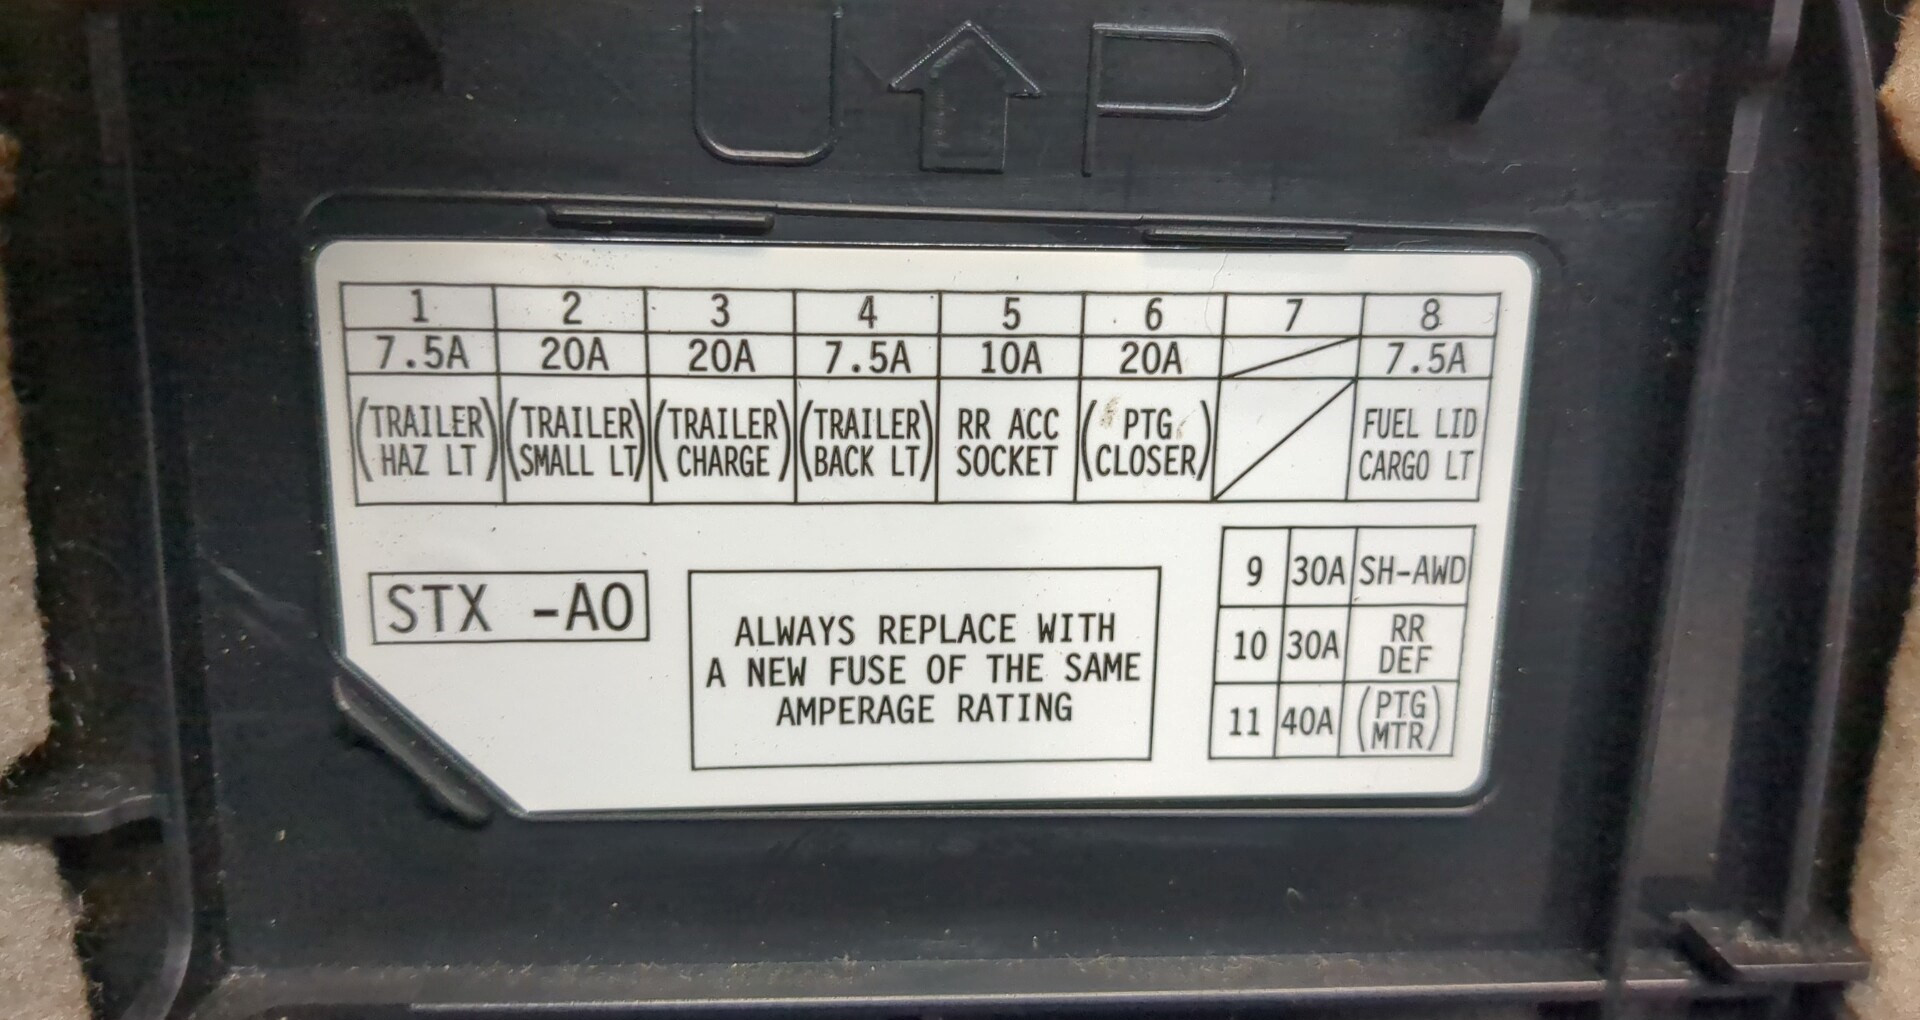 U P
1 2 3 4 5 6 7 8
7.5A 20A 20A 7.5A 10A 20A 7.5A
(TRAILER HAZ LT) (TRAILER SMALL LT) (TRAILER CHARGE) (TRAILER BACK LT) RR ACC SOCKET (PTG CLOSER) FUEL LID CARGO LT
STX -A0
ALWAYS REPLACE WITH
A NEW FUSE OF THE SAME
AMPERAGE RATING
9 30A SH-AWD
10 30A RR DEF
11 40A (PTG MTR)